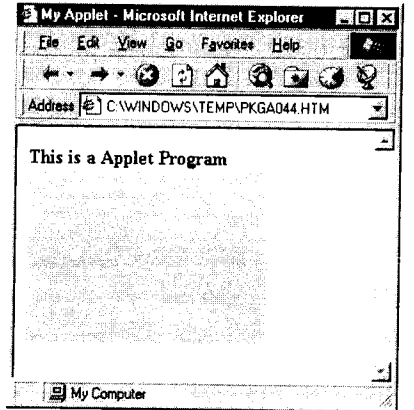 My Applet - Microsoft Internet Explorer
File Edit View Go Favorites Help
Address C:\WINDOWS\TEMP\PKGA044.HTM
This is a Applet Program
My Computer